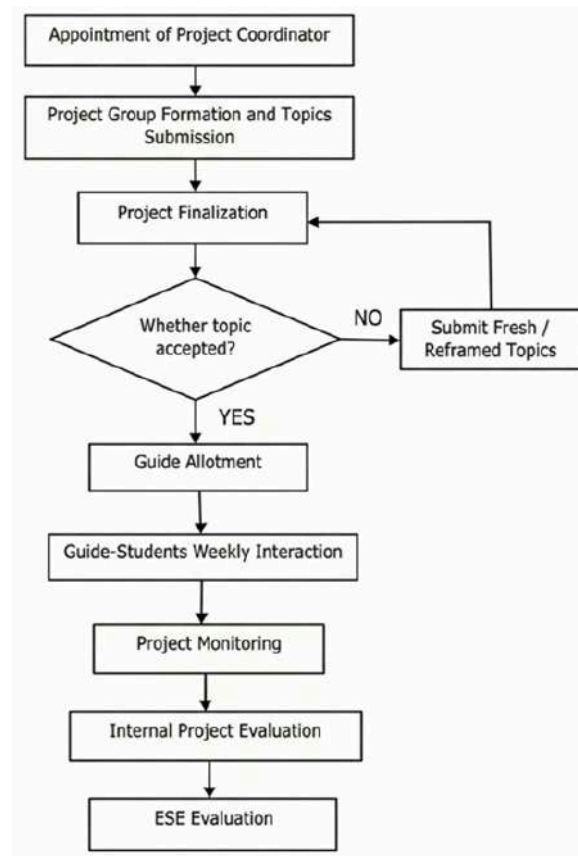 Appointment of Project Coordinator
Project Group Formation and Topics
Submission
Project Finalization
Whether topic
accepted?
NO
Submit Fresh /
Reframed Topics
YES
Guide Allotment
Guide-Students Weekly Interaction
Project Monitoring
Internal Project Evaluation
ESE Evaluation